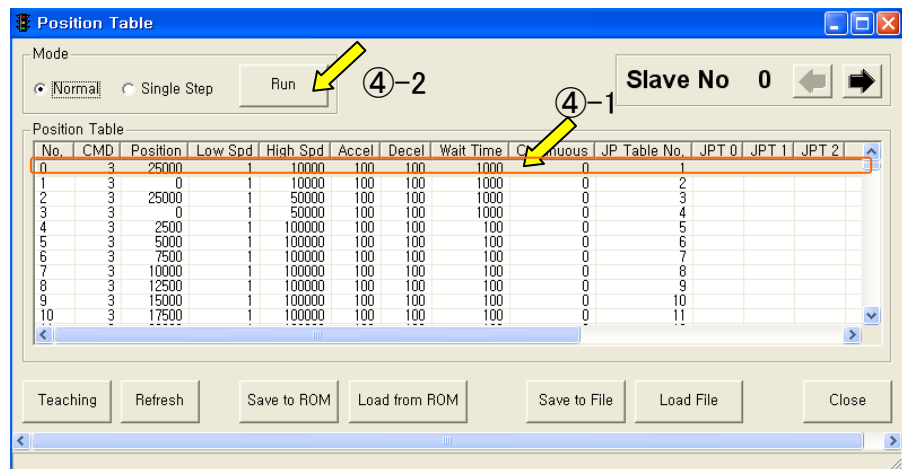 Position Table
Mode
Normal Single Step Run ④-2 Slave No 0
④-1
Position Table
No. CMD Position Low Spd High Spd Accel Decel Wait Time Continuous JP Table No. JPT 0 JPT 1 JPT 2
0 3 25000 1 10000 100 100 1000 0 1
1 3 0 1 10000 100 100 1000 0 2
2 3 25000 1 50000 100 100 1000 0 3
3 3 0 1 50000 100 100 1000 0 4
4 3 2500 1 100000 100 100 100 0 5
5 3 5000 1 100000 100 100 100 0 6
6 3 7500 1 100000 100 100 100 0 7
7 3 10000 1 100000 100 100 100 0 8
8 3 12500 1 100000 100 100 100 0 9
9 3 15000 1 100000 100 100 100 0 10
10 3 17500 1 100000 100 100 100 0 11
Teaching Refresh Save to ROM Load from ROM Save to File Load File Close